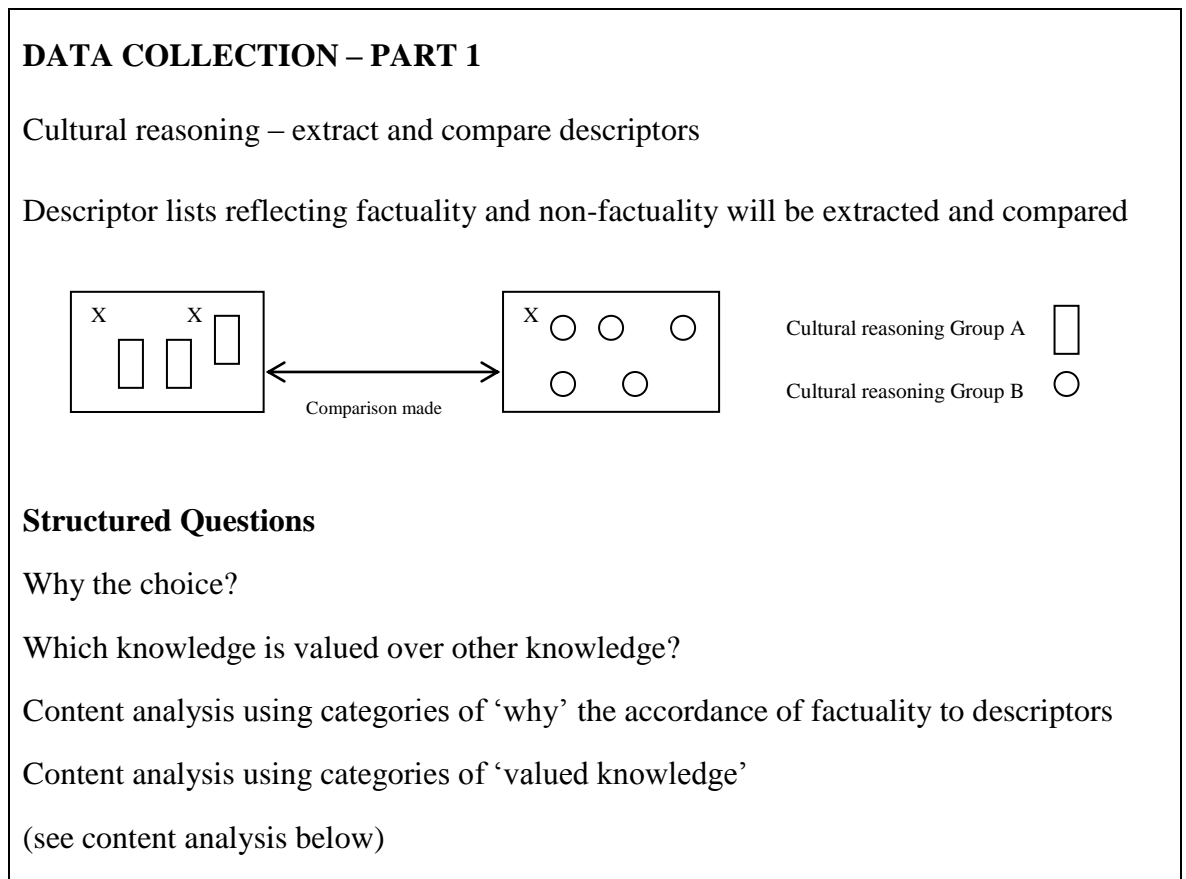 DATA COLLECTION – PART 1
Cultural reasoning – extract and compare descriptors
Descriptor lists reflecting factuality and non-factuality will be extracted and compared
X X
X
Cultural reasoning Group A
Cultural reasoning Group B
Comparison made
Structured Questions
Why the choice?
Which knowledge is valued over other knowledge?
Content analysis using categories of ‘why’ the accordance of factuality to descriptors
Content analysis using categories of ‘valued knowledge’
(see content analysis below)